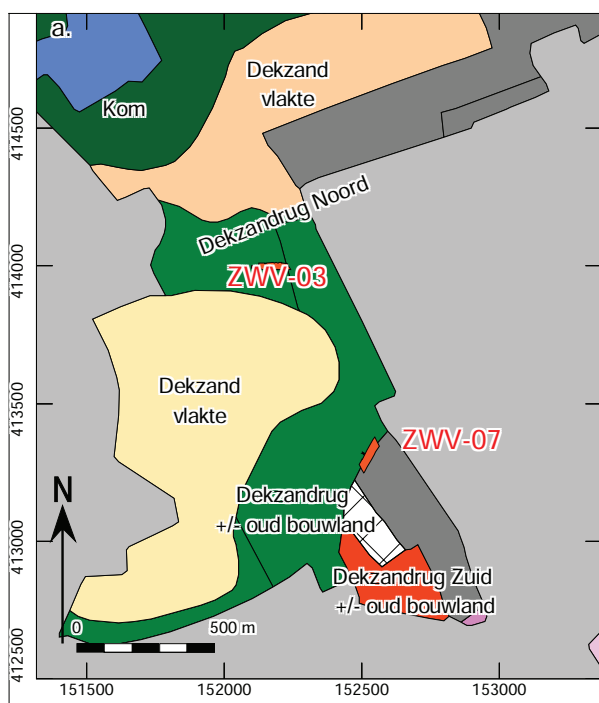 a.
Dekzand
vlakte
Kom
414500
Dekzandrug Noord
414000
ZWV-03
413500
Dekzand
vlakte
ZWV-07
N
Dekzandrug
+/- oud bouwland
413000
Dekzandrug Zuid
+/- oud bouwland
0
500 m
412500
151500
152000
152500
153000